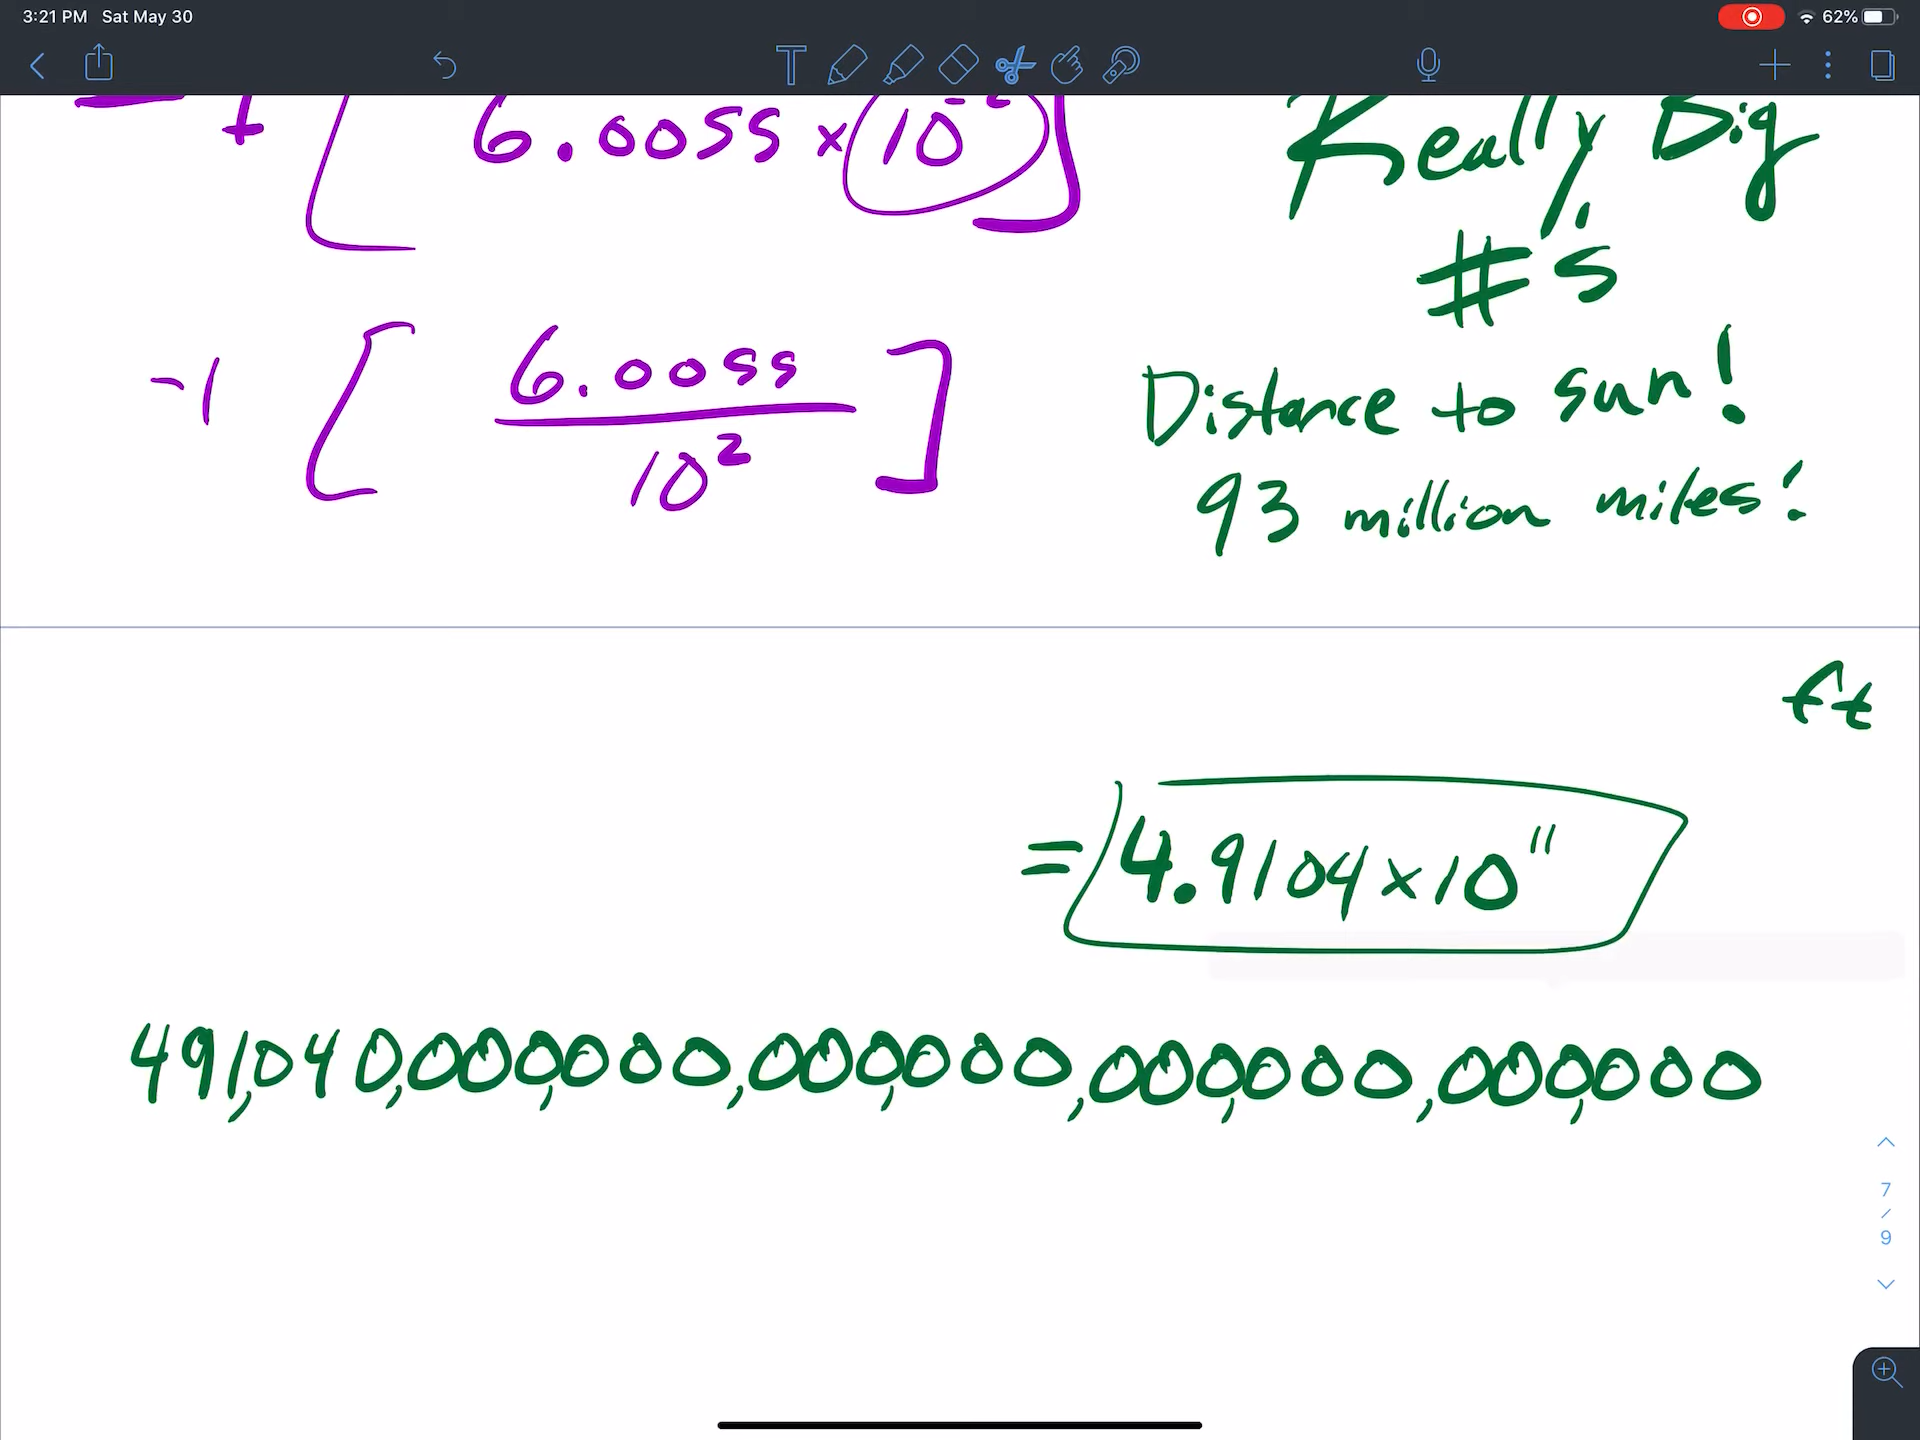 3:21 PM Sat May 30
62%
T
6.0055 × 10⁻²
Really Big
#'s
-1 [ 6.0055
10² ]
Distance to sun!
93 million miles!
ft
= 4.9104 × 10¹¹
491,040,000,000,000,000,000,000,000,000
7
/
9